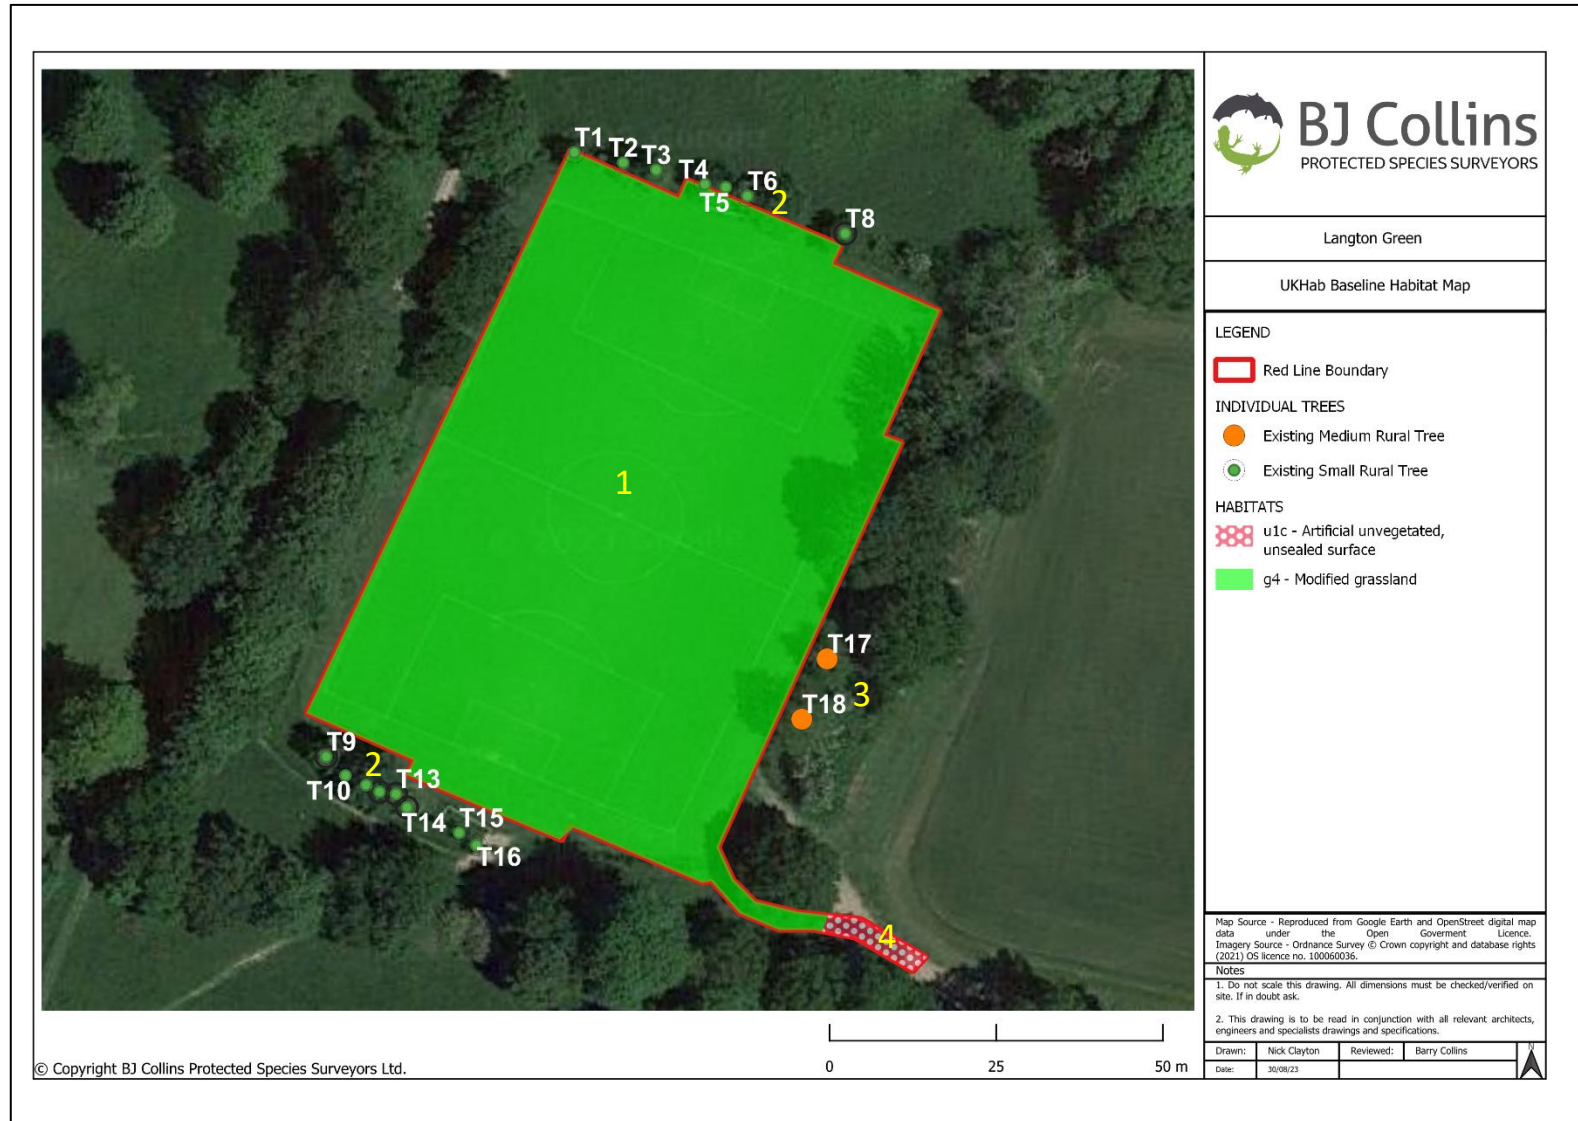 T1
T2
T3
T4
T5
T6
2
T8
1
T17
3
T18
T9
2
T10
T13
T14
T15
T16
4
© Copyright BJ Collins Protected Species Surveyors Ltd.
0
25
50 m
BJ Collins
PROTECTED SPECIES SURVEYORS
Langton Green
UKHab Baseline Habitat Map
LEGEND
Red Line Boundary
INDIVIDUAL TREES
Existing Medium Rural Tree
Existing Small Rural Tree
HABITATS
u1c - Artificial unvegetated,
unsealed surface
g4 - Modified grassland
Map Source - Reproduced from Google Earth and OpenStreet digital map
data under the Open Goverment Licence.
Imagery Source - Ordnance Survey © Crown copyright and database rights
(2021) OS licence no. 100060036.
Notes
1. Do not scale this drawing. All dimensions must be checked/verified on
site. If in doubt ask.
2. This drawing is to be read in conjunction with all relevant architects,
engineers and specialists drawings and specifications.
Drawn: Nick Clayton Reviewed: Barry Collins
Date: 30/08/23
N